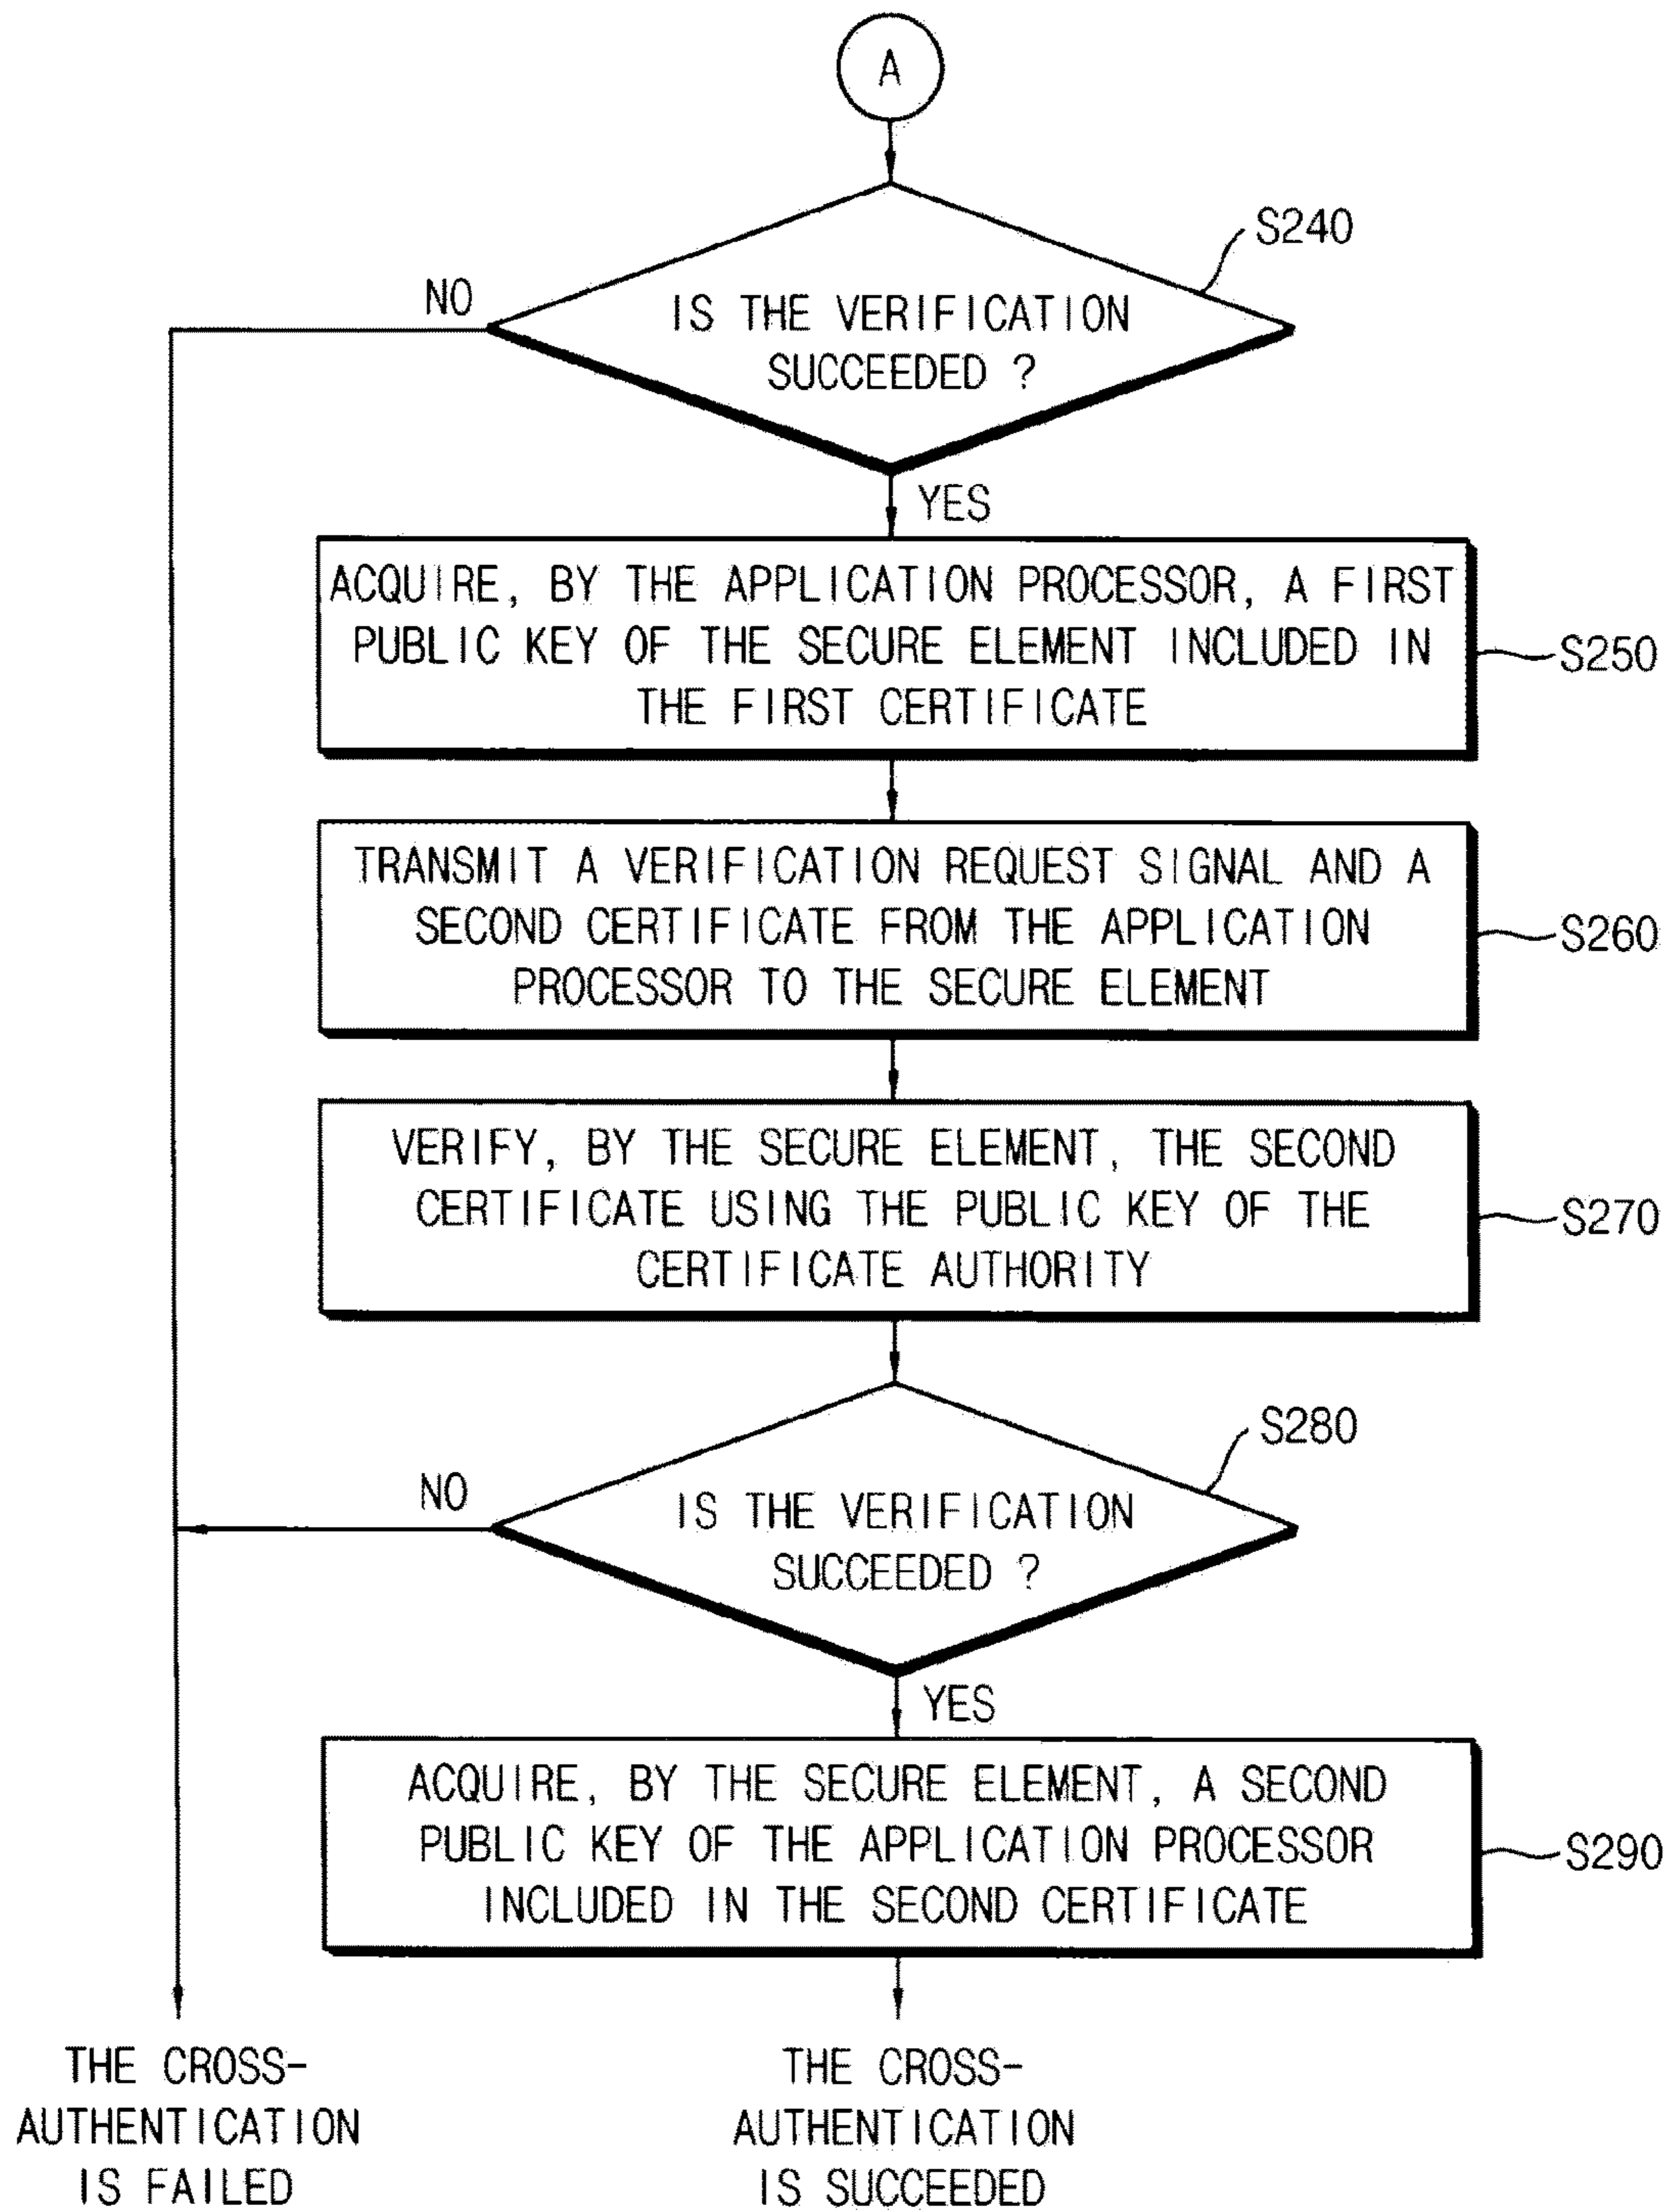 A
S240
NO
IS THE VERIFICATION
SUCCEEDED ?
YES
ACQUIRE, BY THE APPLICATION PROCESSOR, A FIRST
PUBLIC KEY OF THE SECURE ELEMENT INCLUDED IN
THE FIRST CERTIFICATE
S250
TRANSMIT A VERIFICATION REQUEST SIGNAL AND A
SECOND CERTIFICATE FROM THE APPLICATION
PROCESSOR TO THE SECURE ELEMENT
S260
VERIFY, BY THE SECURE ELEMENT, THE SECOND
CERTIFICATE USING THE PUBLIC KEY OF THE
CERTIFICATE AUTHORITY
S270
S280
NO
IS THE VERIFICATION
SUCCEEDED ?
YES
ACQUIRE, BY THE SECURE ELEMENT, A SECOND
PUBLIC KEY OF THE APPLICATION PROCESSOR
INCLUDED IN THE SECOND CERTIFICATE
S290
THE CROSS-
AUTHENTICATION
IS FAILED
THE CROSS-
AUTHENTICATION
IS SUCCEEDED